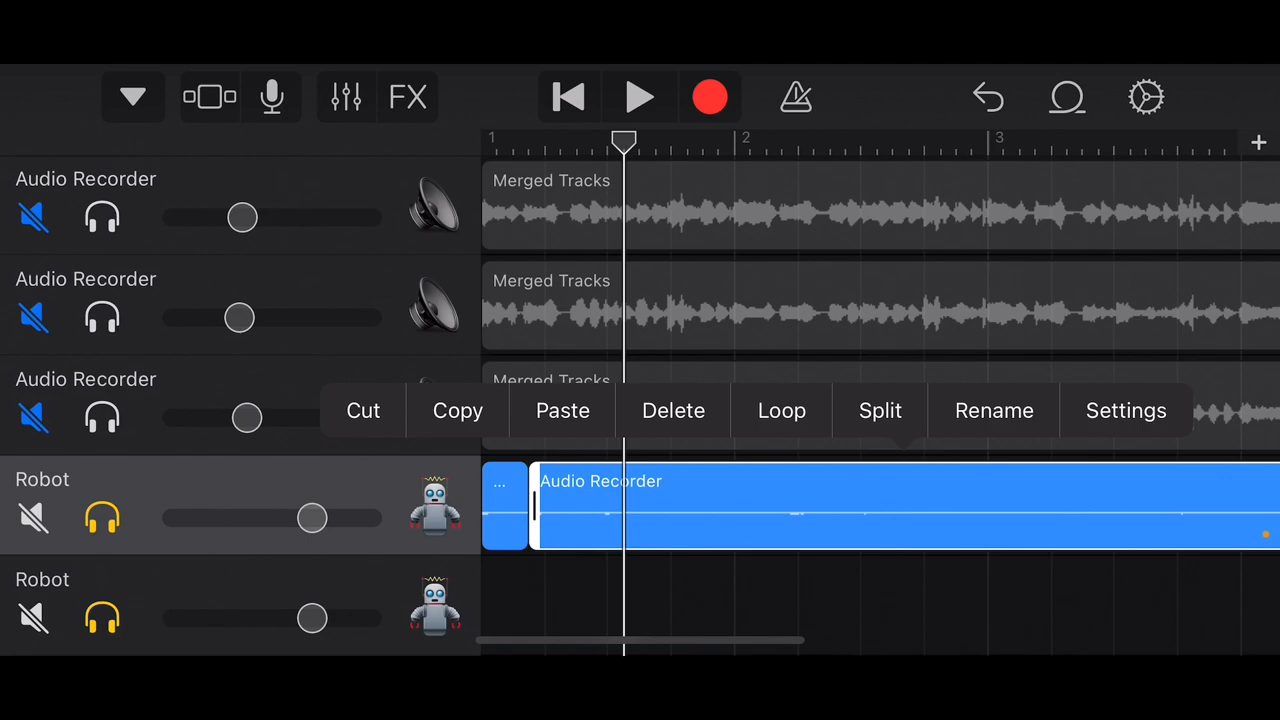 FX
1
2
3
+
Audio Recorder
Merged Tracks
Audio Recorder
Merged Tracks
Audio Recorder
Merged Tracks
Cut
Copy
Paste
Delete
Loop
Split
Rename
Settings
Robot
...
Audio Recorder
Robot